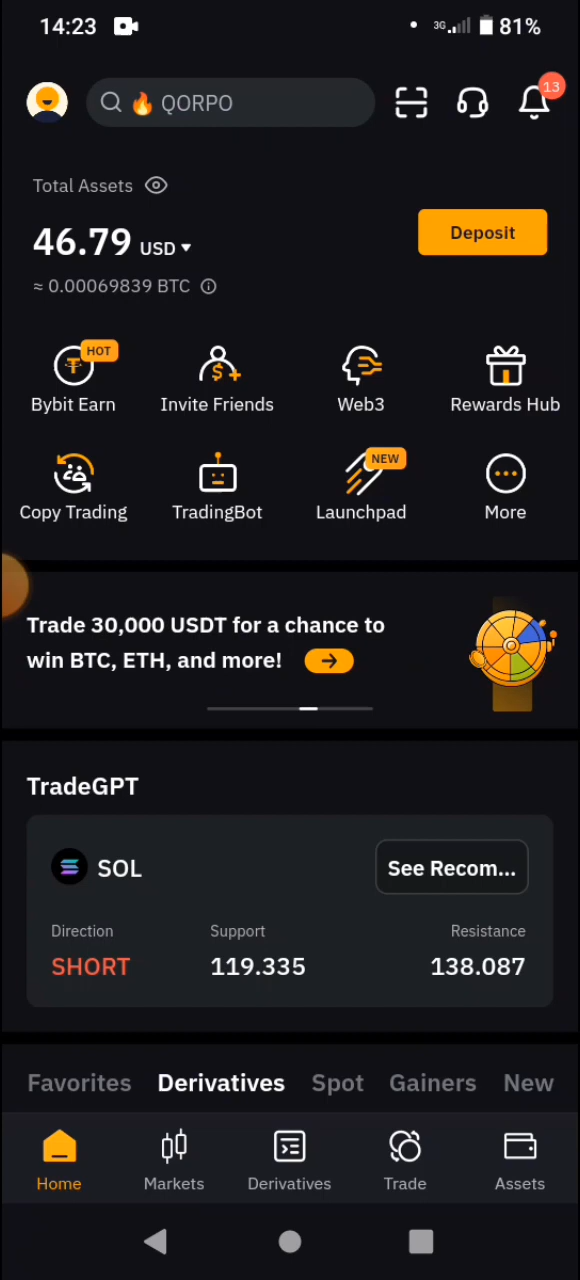 14:23 3G 81%
QORPO 13
Total Assets
46.79 USD
Deposit
≈ 0.00069839 BTC
HOT
Bybit Earn Invite Friends Web3 Rewards Hub
NEW
Copy Trading TradingBot Launchpad More
Trade 30,000 USDT for a chance to
win BTC, ETH, and more!
TradeGPT
SOL See Recom...
Direction Support Resistance
SHORT 119.335 138.087
Favorites Derivatives Spot Gainers New
Home Markets Derivatives Trade Assets